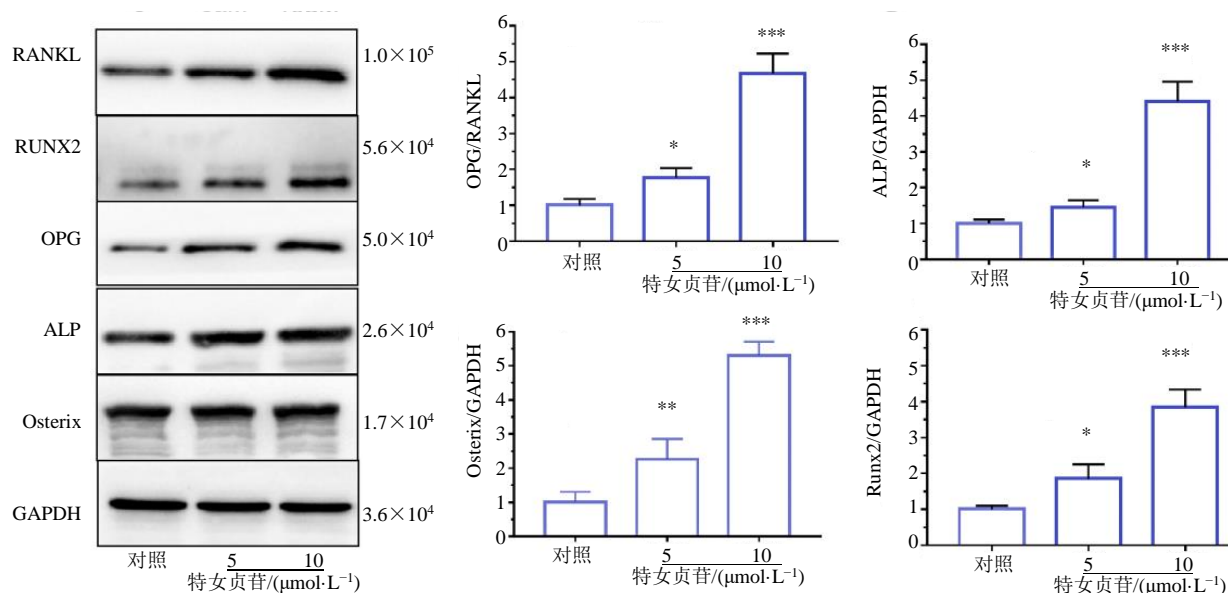 RANKL
1.0×10⁵
RUNX2
5.6×10⁴
OPG
5.0×10⁴
ALP
2.6×10⁴
Osterix
1.7×10⁴
GAPDH
3.6×10⁴
对照 5 10
特女贞苷/(μmol·L⁻¹)
OPG/RANKL
6
5
4
3
2
1
0
*
***
对照 5 10
特女贞苷/(μmol·L⁻¹)
ALP/GAPDH
6
5
4
3
2
1
0
*
***
对照 5 10
特女贞苷/(μmol·L⁻¹)
Osterix/GAPDH
6
5
4
3
2
1
0
**
***
对照 5 10
特女贞苷/(μmol·L⁻¹)
Runx2/GAPDH
6
5
4
3
2
1
0
*
***
对照 5 10
特女贞苷/(μmol·L⁻¹)